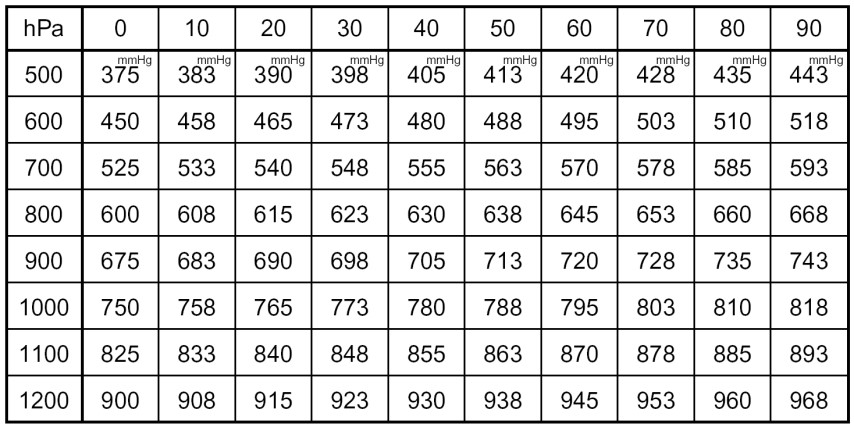 hPa 0 10 20 30 40 50 60 70 80 90
mmHg mmHg mmHg mmHg mmHg mmHg mmHg mmHg mmHg mmHg
500 375 383 390 398 405 413 420 428 435 443
600 450 458 465 473 480 488 495 503 510 518
700 525 533 540 548 555 563 570 578 585 593
800 600 608 615 623 630 638 645 653 660 668
900 675 683 690 698 705 713 720 728 735 743
1000 750 758 765 773 780 788 795 803 810 818
1100 825 833 840 848 855 863 870 878 885 893
1200 900 908 915 923 930 938 945 953 960 968